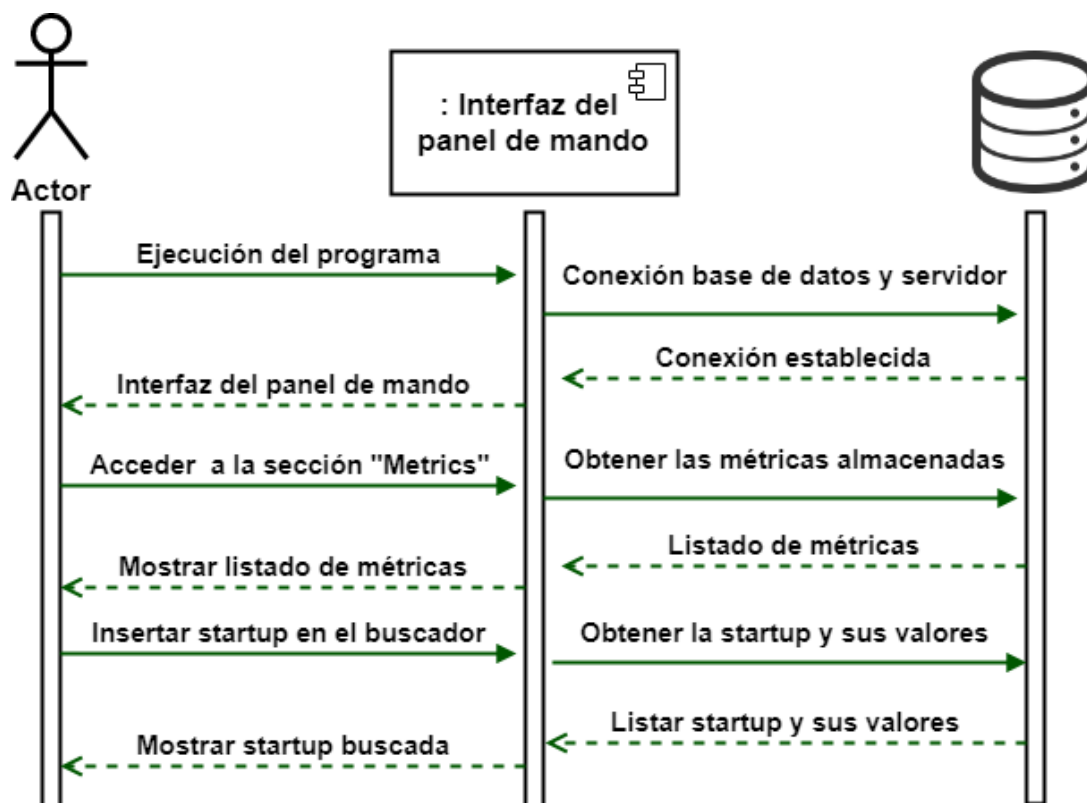 : Interfaz del
panel de mando
Actor
Ejecución del programa
Conexión base de datos y servidor
Conexión establecida
Interfaz del panel de mando
Acceder  a la sección "Metrics"
Obtener las métricas almacenadas
Listado de métricas
Mostrar listado de métricas
Insertar startup en el buscador
Obtener la startup y sus valores
Listar startup y sus valores
Mostrar startup buscada